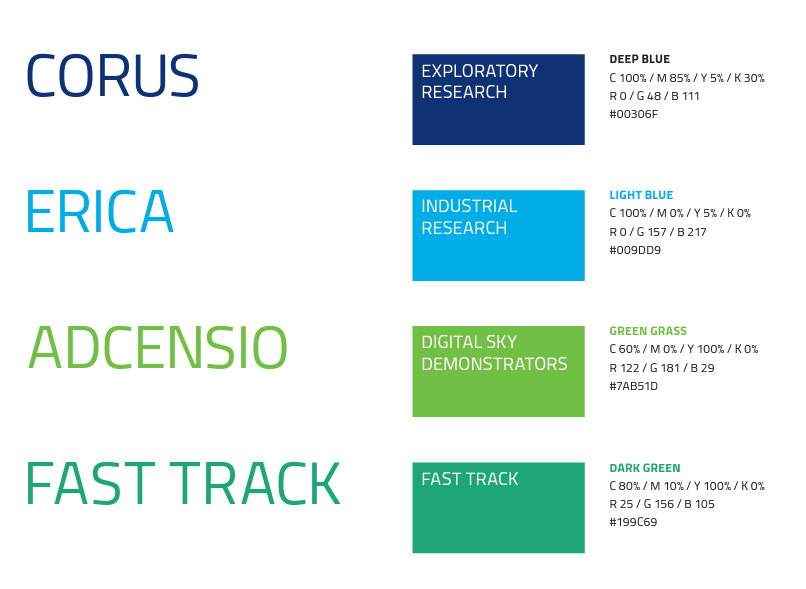 CORUS
EXPLORATORY
RESEARCH
DEEP BLUE
C 100% / M 85% / Y 5% / K 30%
R 0 / G 48 / B 111
#00306F
ERICA
INDUSTRIAL
RESEARCH
LIGHT BLUE
C 100% / M 0% / Y 5% / K 0%
R 0 / G 157 / B 217
#009DD9
ADCENSIO
DIGITAL SKY
DEMONSTRATORS
GREEN GRASS
C 60% / M 0% / Y 100% / K 0%
R 122 / G 181 / B 29
#7AB51D
FAST TRACK
FAST TRACK
DARK GREEN
C 80% / M 10% / Y 100% / K 0%
R 25 / G 156 / B 105
#199C69